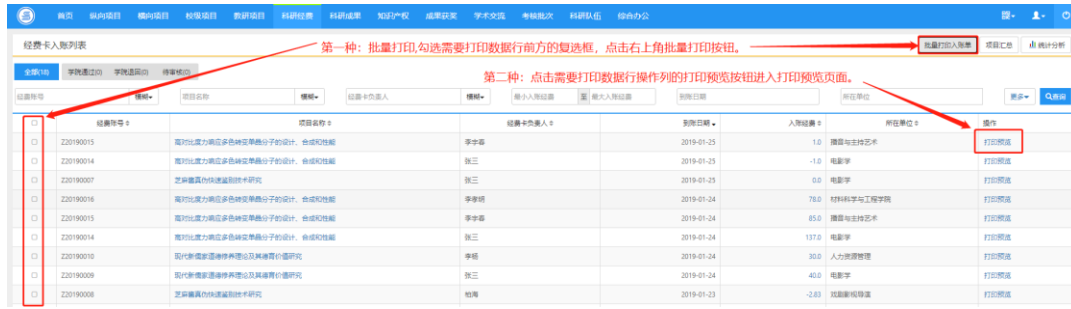 首页 纵向项目 横向项目 校级项目 教研项目 科研经费 科研成果 知识产权 成果获奖 学术交流 考核批次 科研队伍 综合办公
经费卡入账列表 第一种：批量打印,勾选需要打印数据行前方的复选框，点击右上角批量打印按钮。 批量打印入账单 项目汇总 统计分析
全部(10) 学院通过(0) 学院退回(0) 待审核(0) 第二种：点击需要打印数据行操作列的打印预览按钮进入打印预览页面。
经费账号 模糊 项目名称 模糊 经费卡负责人 模糊 最小入账经费 至 最大入账经费 到账日期 所在单位 更多 查询
经费账号 项目名称 经费卡负责人 到账日期 入账经费 所在单位 操作
Z20190015 高对比度力响应多色转变单晶分子的设计、合成和性能 李宇春 2019-01-25 1.0 播音与主持艺术 打印预览
Z20190014 高对比度力响应多色转变单晶分子的设计、合成和性能 张三 2019-01-25 -1.0 电影学 打印预览
Z20190007 芝麻酱真伪快速鉴别技术研究 张三 2019-01-25 0.0 电影学 打印预览
Z20190016 高对比度力响应多色转变单晶分子的设计、合成和性能 李孝明 2019-01-24 78.0 材料科学与工程学院 打印预览
Z20190015 高对比度力响应多色转变单晶分子的设计、合成和性能 李宇春 2019-01-24 85.0 播音与主持艺术 打印预览
Z20190014 高对比度力响应多色转变单晶分子的设计、合成和性能 张三 2019-01-24 137.0 电影学 打印预览
Z20190010 现代新儒家道德修养理论及其德育价值研究 李杨 2019-01-24 30.0 人力资源管理 打印预览
Z20190009 现代新儒家道德修养理论及其德育价值研究 张三 2019-01-24 40.0 电影学 打印预览
Z20190008 芝麻酱真伪快速鉴别技术研究 柏海 2019-01-23 -2.83 戏剧影视导演 打印预览